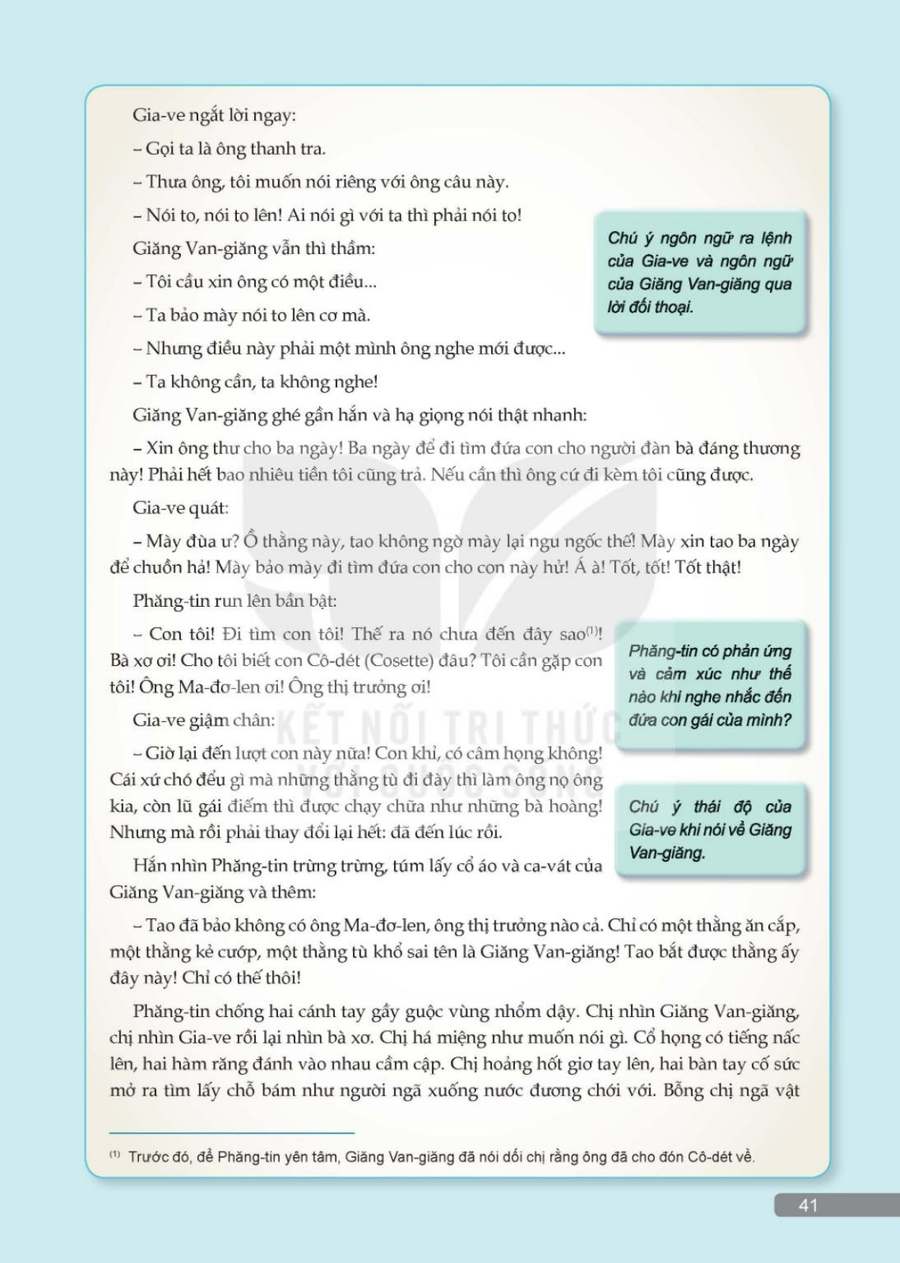 Gia-ve ngắt lời ngay:
– Gọi ta là ông thanh tra.
– Thưa ông, tôi muốn nói riêng với ông câu này.
– Nói to, nói to lên! Ai nói gì với ta thì phải nói to!
Giăng Van-giăng vẫn thì thầm:
– Tôi cầu xin ông có một điều...
– Ta bảo mày nói to lên cơ mà.
– Nhưng điều này phải một mình ông nghe mới được...
– Ta không cần, ta không nghe!
Chú ý ngôn ngữ ra lệnh
của Gia-ve và ngôn ngữ
của Giăng Van-giăng qua
lời đối thoại.
Giăng Van-giăng ghé gần hắn và hạ giọng nói thật nhanh:
– Xin ông thư cho ba ngày! Ba ngày để đi tìm đứa con cho người đàn bà đáng thương
này! Phải hết bao nhiêu tiền tôi cũng trả. Nếu cần thì ông cứ đi kèm tôi cũng được.
Gia-ve quát:
– Mày đùa ư? Ồ thằng này, tao không ngờ mày lại ngu ngốc thế! Mày xin tao ba ngày
để chuồn hả! Mày bảo mày đi tìm đứa con cho con này hử! Á à! Tốt, tốt! Tốt thật!
Phăng-tin run lên bần bật:
– Con tôi! Đi tìm con tôi! Thế ra nó chưa đến đây sao(1)!
Bà xơ ơi! Cho tôi biết con Cô-dét (Cosette) đâu? Tôi cần gặp con
tôi! Ông Ma-đơ-len ơi! Ông thị trưởng ơi!
Phăng-tin có phản ứng
và cảm xúc như thế
nào khi nghe nhắc đến
đứa con gái của mình?
Gia-ve giậm chân:
– Giờ lại đến lượt con này nữa! Con khỉ, có câm họng không!
Cái xứ chó đểu gì mà những thằng tù đi đày thì làm ông nọ ông
kia, còn lũ gái điếm thì được chạy chữa như những bà hoàng!
Nhưng mà rồi phải thay đổi lại hết: đã đến lúc rồi.
Chú ý thái độ của
Gia-ve khi nói về Giăng
Van-giăng.
Hắn nhìn Phăng-tin trừng trừng, túm lấy cổ áo và ca-vát của
Giăng Van-giăng và thêm:
– Tao đã bảo không có ông Ma-đơ-len, ông thị trưởng nào cả. Chỉ có một thằng ăn cắp,
một thằng kẻ cướp, một thằng tù khổ sai tên là Giăng Van-giăng! Tao bắt được thằng ấy
đây này! Chỉ có thế thôi!
Phăng-tin chống hai cánh tay gầy guộc vùng nhổm dậy. Chị nhìn Giăng Van-giăng,
chị nhìn Gia-ve rồi lại nhìn bà xơ. Chị há miệng như muốn nói gì. Cổ họng có tiếng nấc
lên, hai hàm răng đánh vào nhau cầm cập. Chị hoảng hốt giơ tay lên, hai bàn tay cố sức
mở ra tìm lấy chỗ bám như người ngã xuống nước đương chới với. Bỗng chị ngã vật
(1) Trước đó, để Phăng-tin yên tâm, Giăng Van-giăng đã nói dối chị rằng ông đã cho đón Cô-dét về.
41
KẾT NỐI TRI THỨC
VỚI CUỘC SỐNG